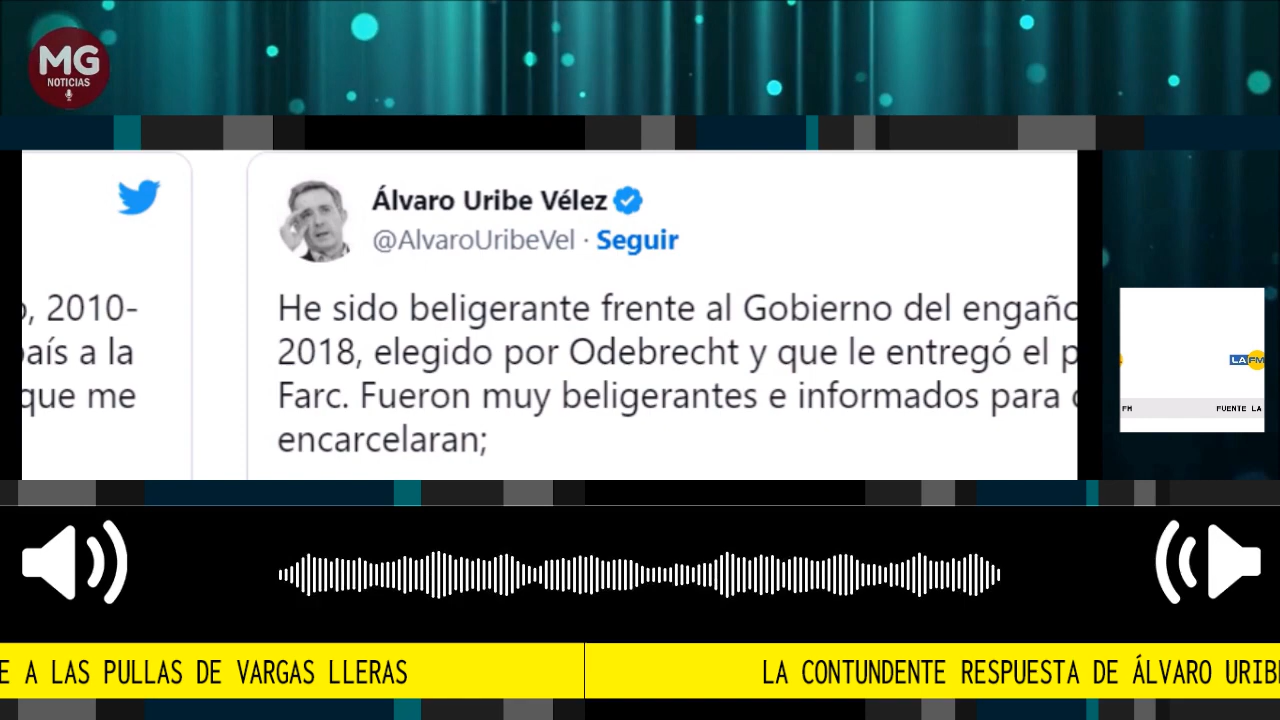 MG
NOTICIAS
, 2010-
país a la
que me
Álvaro Uribe Vélez
@AlvaroUribeVel · Seguir
He sido beligerante frente al Gobierno del engaño
2018, elegido por Odebrecht y que le entregó el p
Farc. Fueron muy beligerantes e informados para
encarcelaran;
LA FM
FM FUENTE LA
E A LAS PULLAS DE VARGAS LLERAS
LA CONTUNDENTE RESPUESTA DE ÁLVARO URIBE